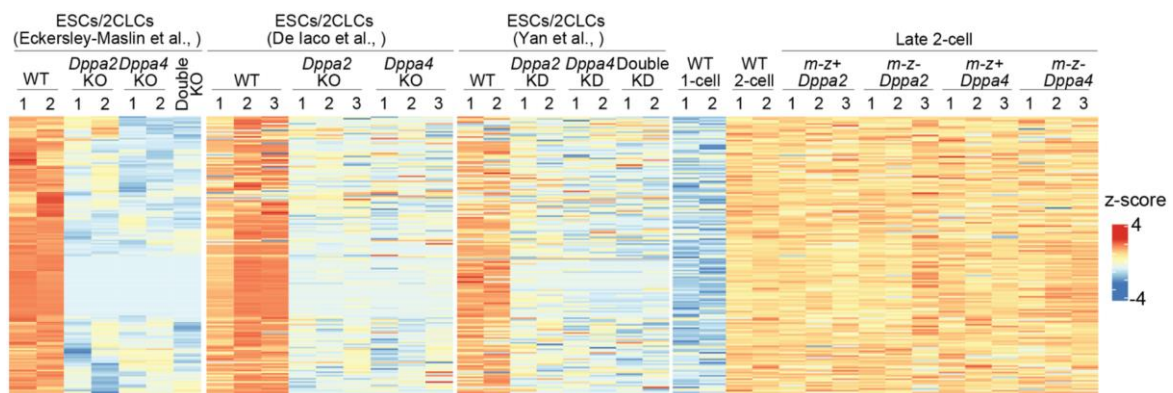 ESCs/2CLCs
(Eckersley-Maslin et al., )
WT
Dppa2
KO
Dppa4
KO
Double
KO
1 2 1 2 1 2
ESCs/2CLCs
(De Iaco et al., )
WT
Dppa2
KO
Dppa4
KO
1 2 3 1 2 3 1 2 3
ESCs/2CLCs
(Yan et al., )
WT
Dppa2
KD
Dppa4
KD
Double
KD
1 2 1 2 1 2 1 2
WT
1-cell
1 2
WT
2-cell
1 2
Late 2-cell
m-z+
Dppa2
m-z-
Dppa2
m-z+
Dppa4
m-z-
Dppa4
1 2 3 1 2 3 1 2 3 1 2 3
z-score
4
-4